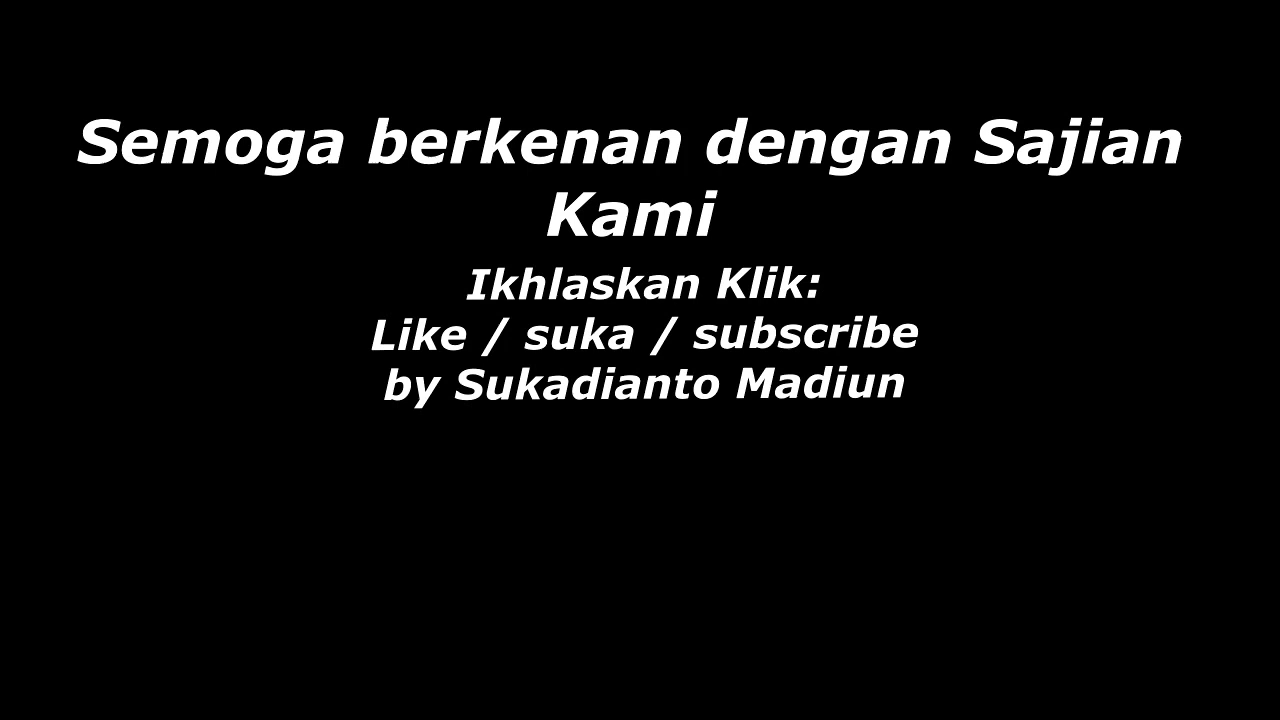 Semoga berkenan dengan Sajian
Kami
Ikhlaskan Klik:
Like / suka / subscribe
by Sukadianto Madiun